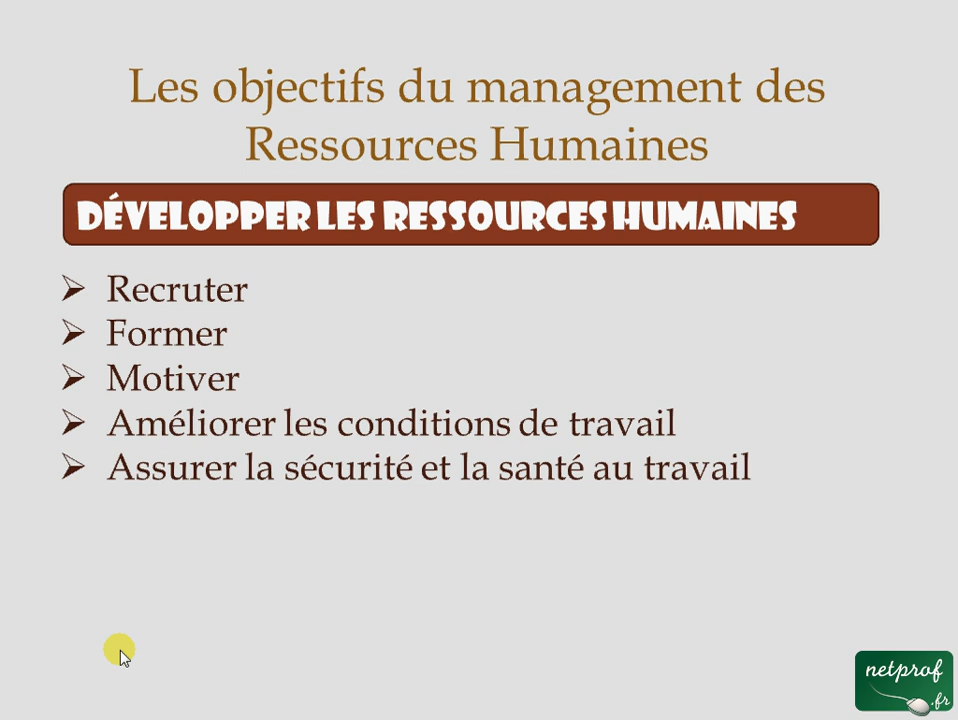 Les objectifs du management des
Ressources Humaines
DÉVELOPPER LES RESSOURCES HUMAINES
➢ Recruter
➢ Former
➢ Motiver
➢ Améliorer les conditions de travail
➢ Assurer la sécurité et la santé au travail
netprof
.fr